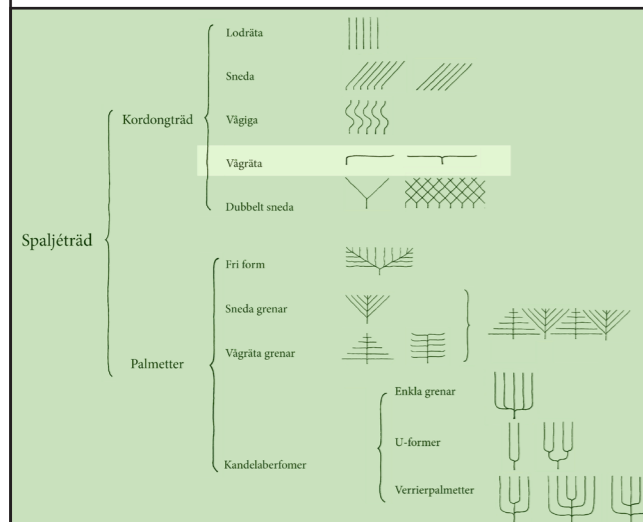 Lodräta
Sneda
Kordongträd
Vågiga
Vågräta
Dubbelt sneda
Spaljéträd
Fri form
Sneda grenar
Vågräta grenar
Palmetter
Enkla grenar
U-former
Kandelaberfomer
Verrierpalmetter